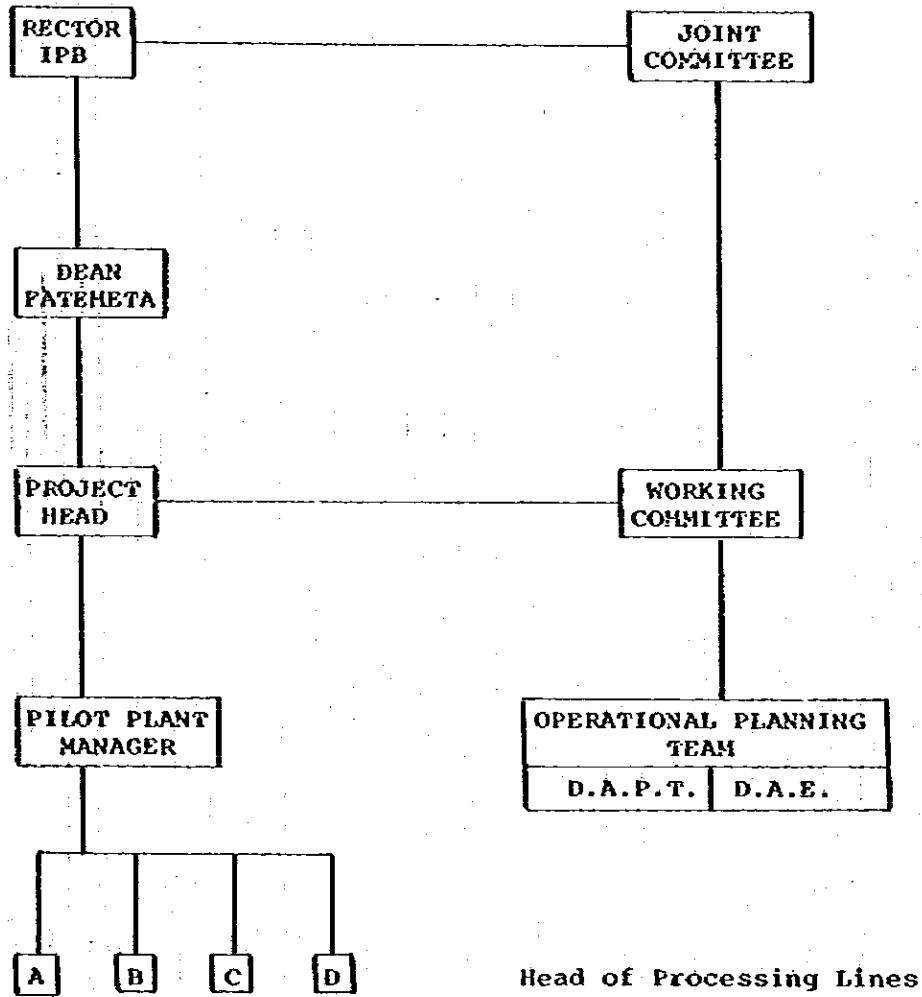 RECTOR
IPB
JOINT
COMMITTEE
DEAN
FATEMETA
PROJECT
HEAD
WORKING
COMMITTEE
PILOT PLANT
MANAGER
OPERATIONAL PLANNING
TEAM
D.A.P.T. D.A.E.
A B C D Head of Processing Lines